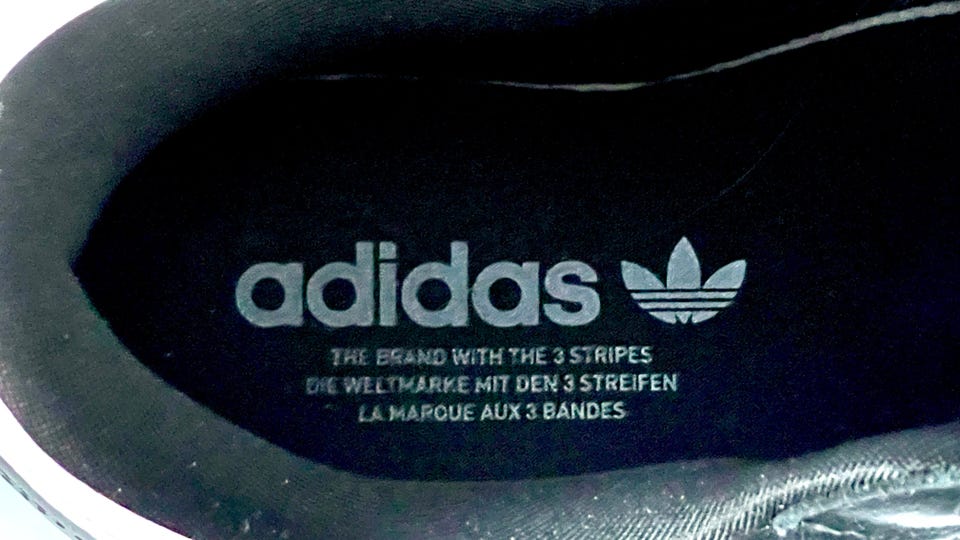 adidas
THE BRAND WITH THE 3 STRIPES
DIE WELTMARKE MIT DEN 3 STREIFEN
LA MARQUE AUX 3 BANDES